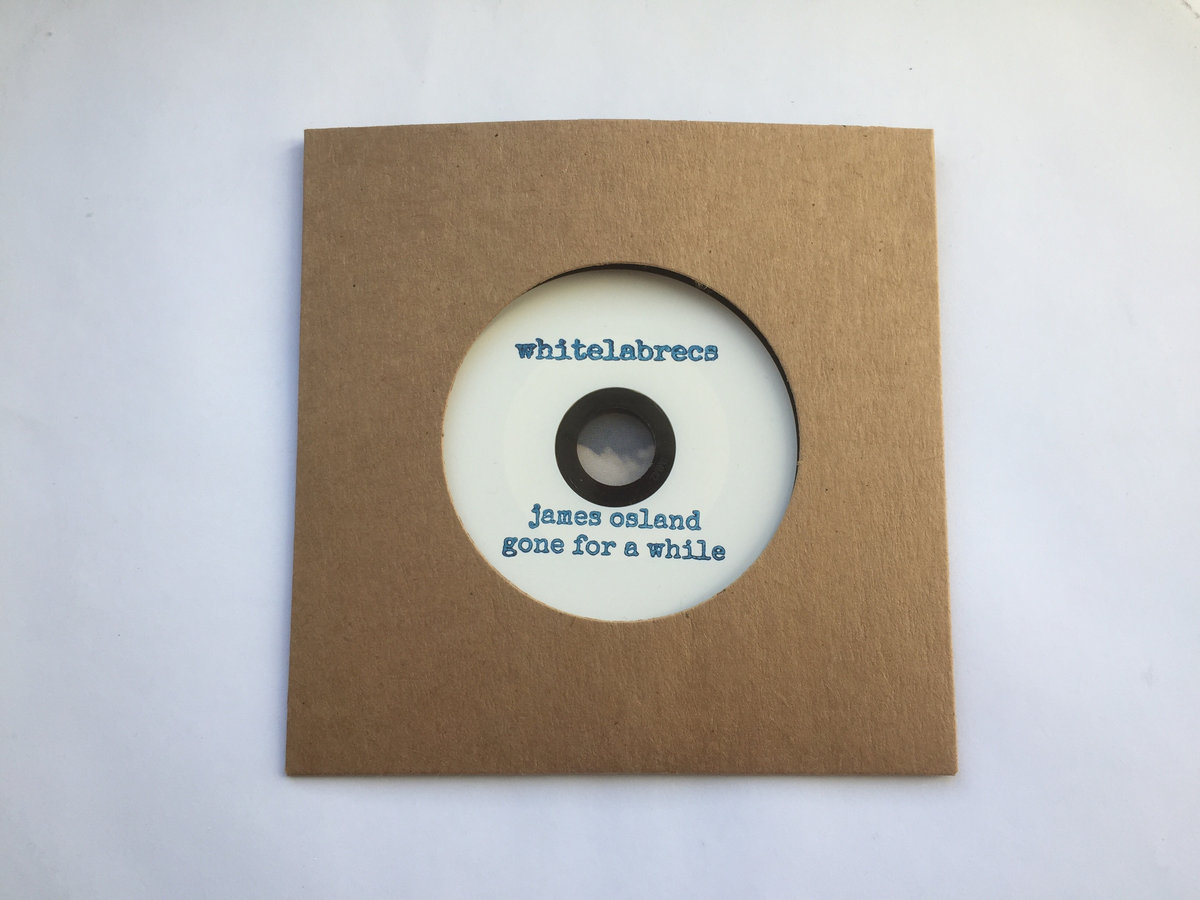 whitelabrecs
james osland
gone for a while